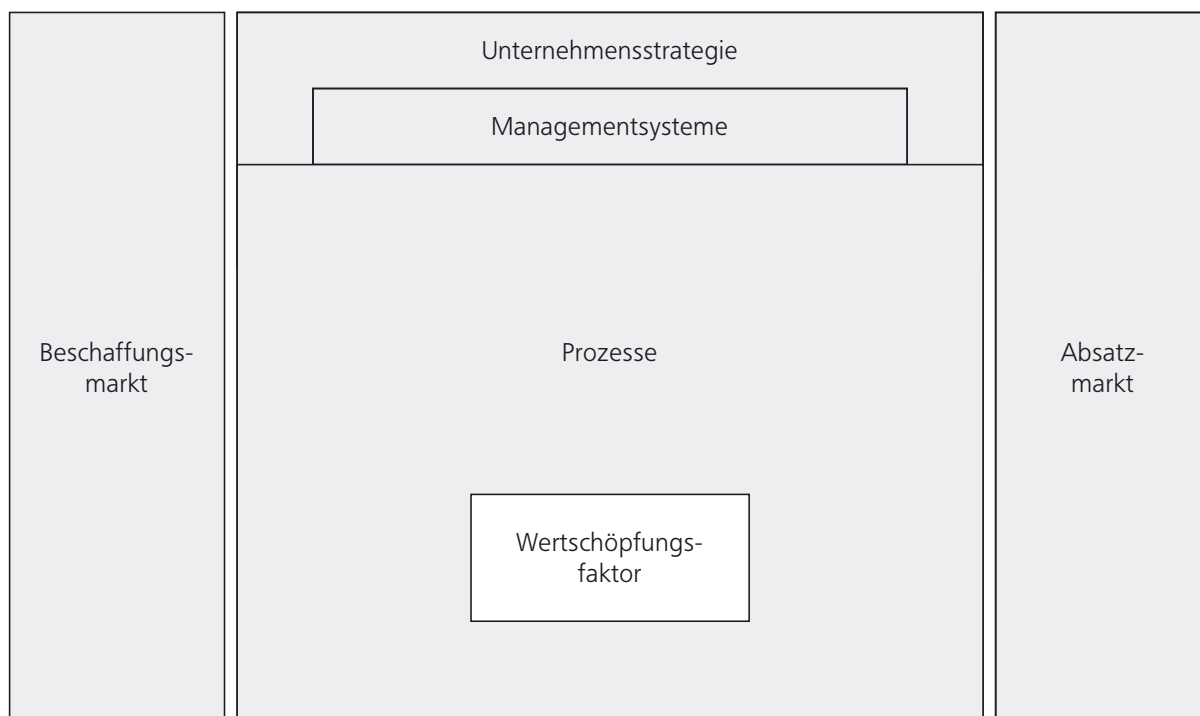 Unternehmensstrategie
Managementsysteme
Beschaffungs-
markt
Prozesse
Absatz-
markt
Wertschöpfungs-
faktor